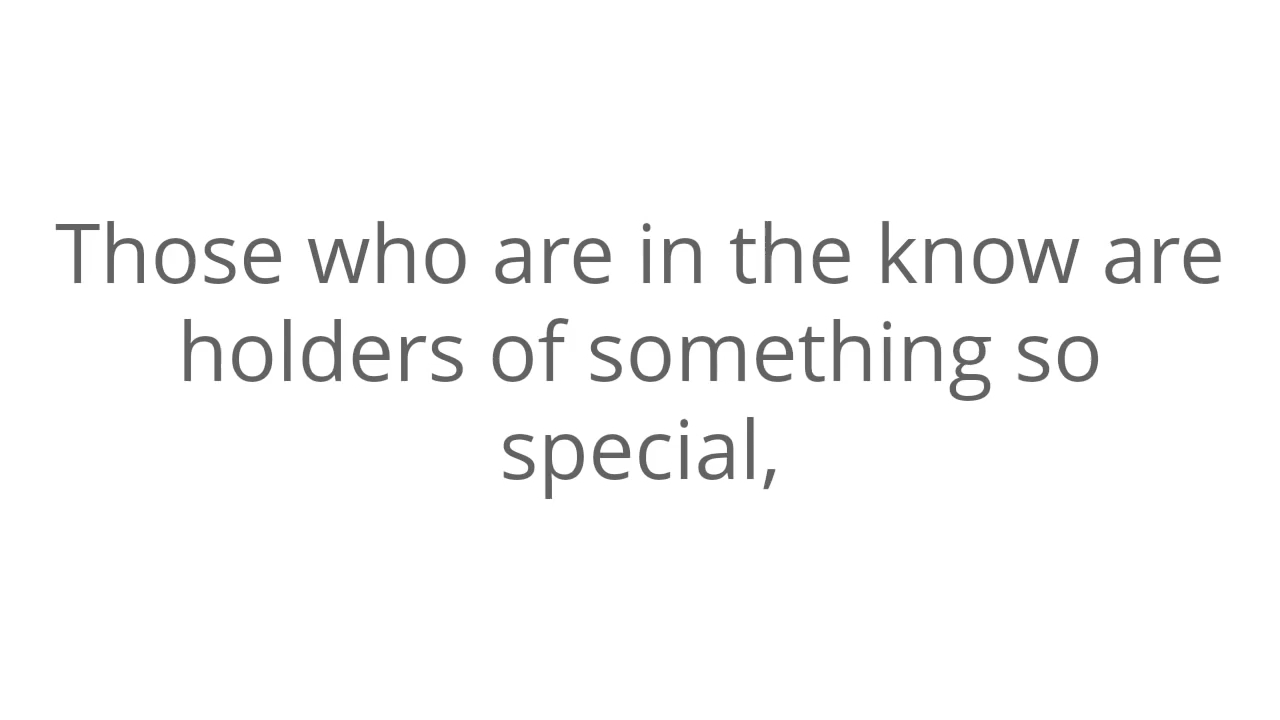 Those who are in the know are
holders of something so
special,